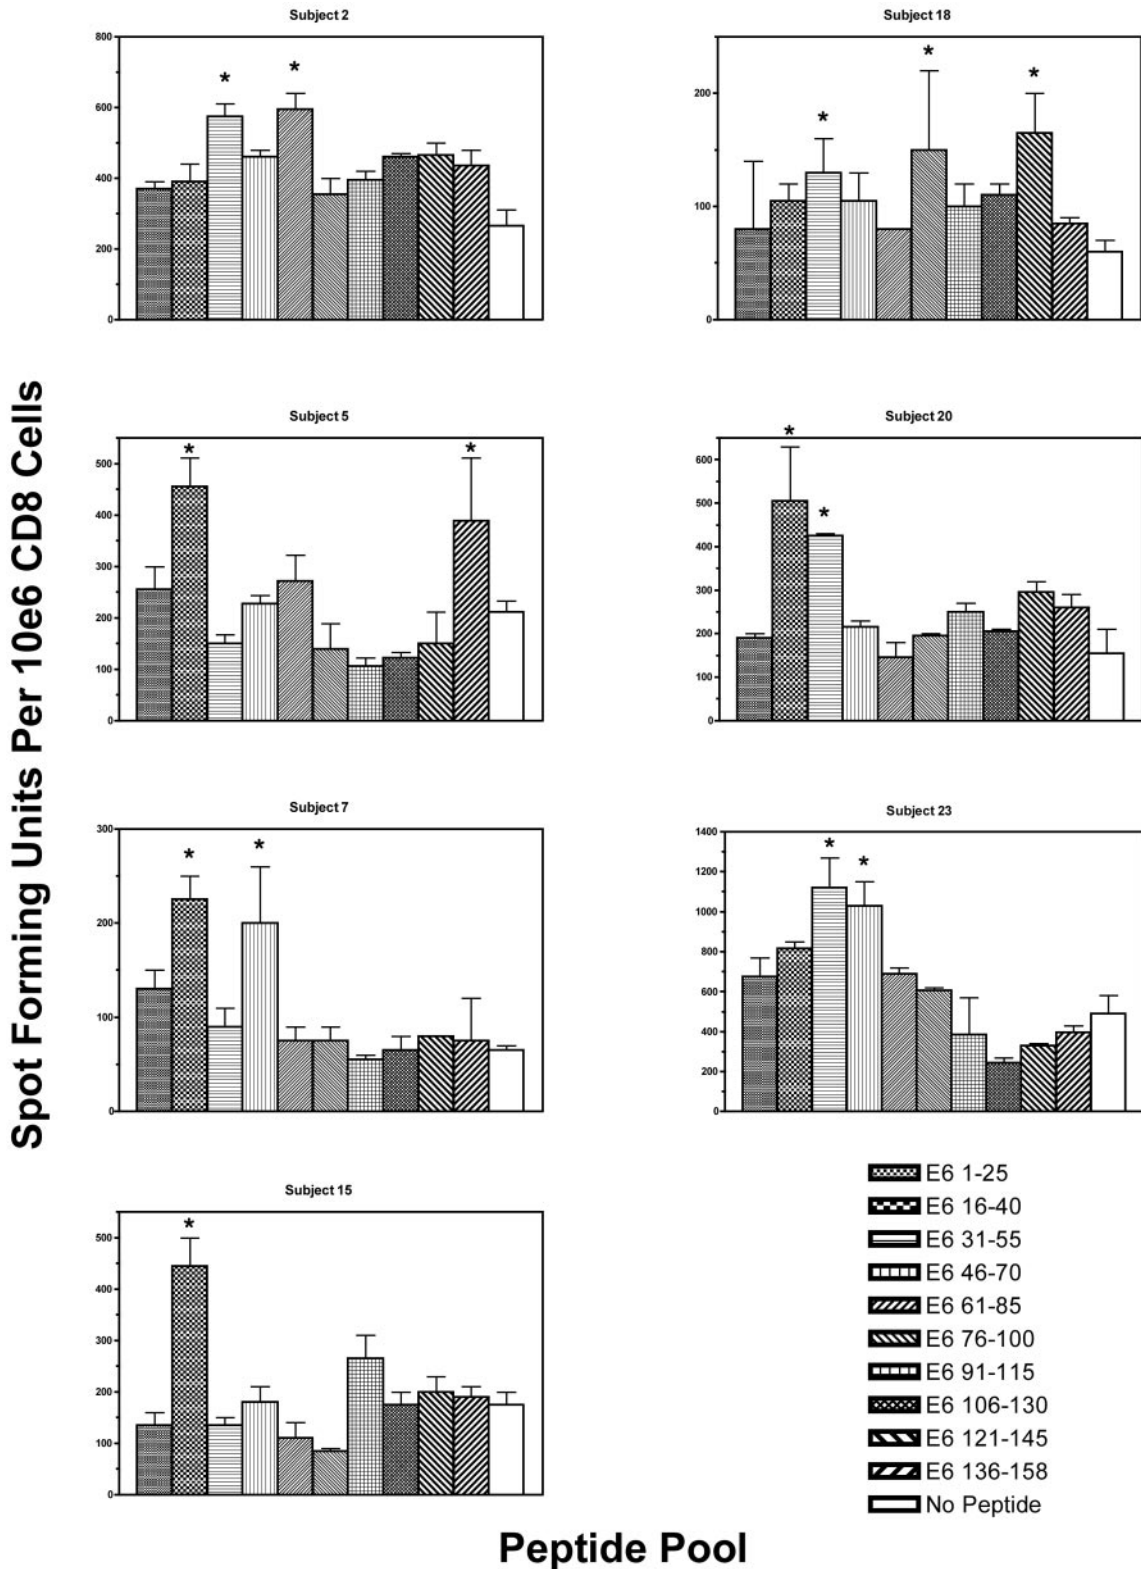 Subject 2
800
600
400
200
0
*
*
Subject 18
200
100
0
*
*
*
Spot Forming Units Per 10e6 CD8 Cells
Subject 5
500
400
300
200
100
0
*
*
Subject 20
600
500
400
300
200
100
0
*
*
Subject 7
300
200
100
0
*
*
Subject 23
1400
1200
1000
800
600
400
200
0
*
*
Subject 15
500
400
300
200
100
0
*
E6 1-25
E6 16-40
E6 31-55
E6 46-70
E6 61-85
E6 76-100
E6 91-115
E6 106-130
E6 121-145
E6 136-158
No Peptide
Peptide Pool